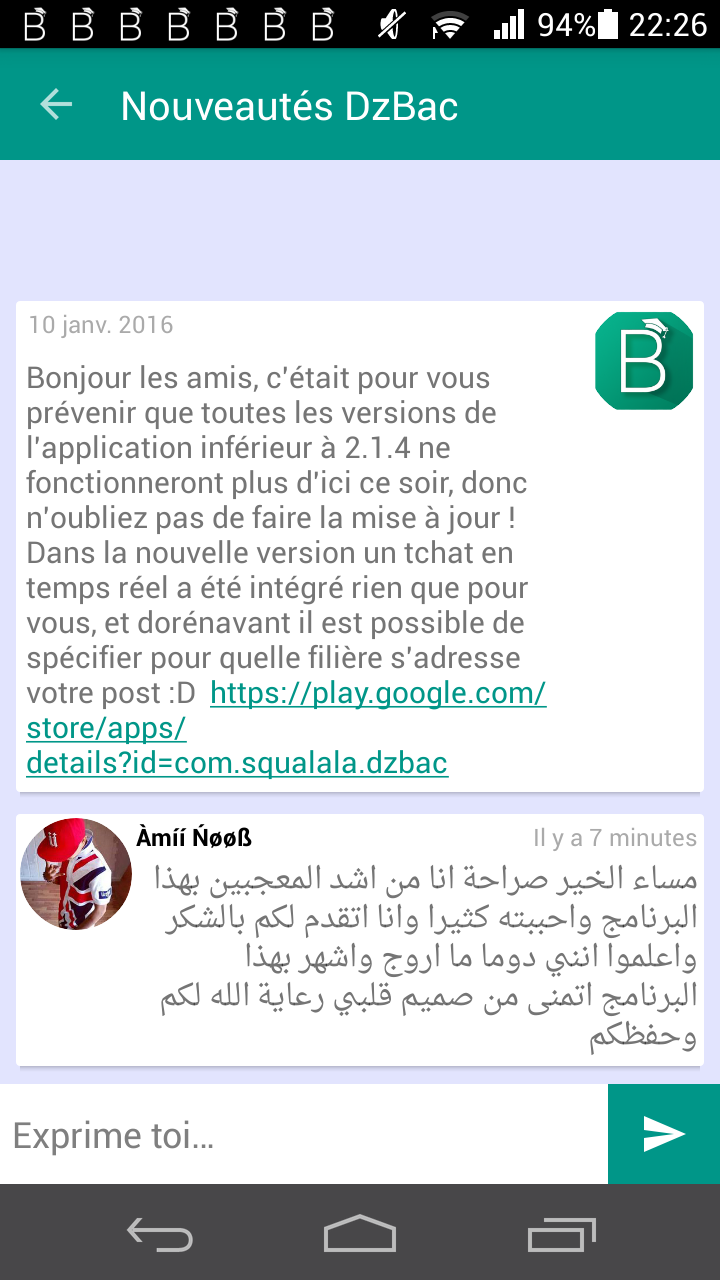 94% 22:26
Nouveautés DzBac
10 janv. 2016
B
Bonjour les amis, c'était pour vous
prévenir que toutes les versions de
l'application inférieur à 2.1.4 ne
fonctionneront plus d'ici ce soir, donc
n'oubliez pas de faire la mise à jour !
Dans la nouvelle version un tchat en
temps réel a été intégré rien que pour
vous, et dorénavant il est possible de
spécifier pour quelle filière s'adresse
votre post :D https://play.google.com/
store/apps/
details?id=com.squalala.dzbac
Àmíí Ńøøß
Il y a 7 minutes
مساء الخير صراحة انا من اشد المعجبين بهذا
البرنامج واحببته كثيرا وانا اتقدم لكم بالشكر
واعلموا انني دوما ما اروج واشهر بهذا
البرنامج اتمنى من صميم قلبي رعاية الله لكم
وحفظكم
Exprime toi...